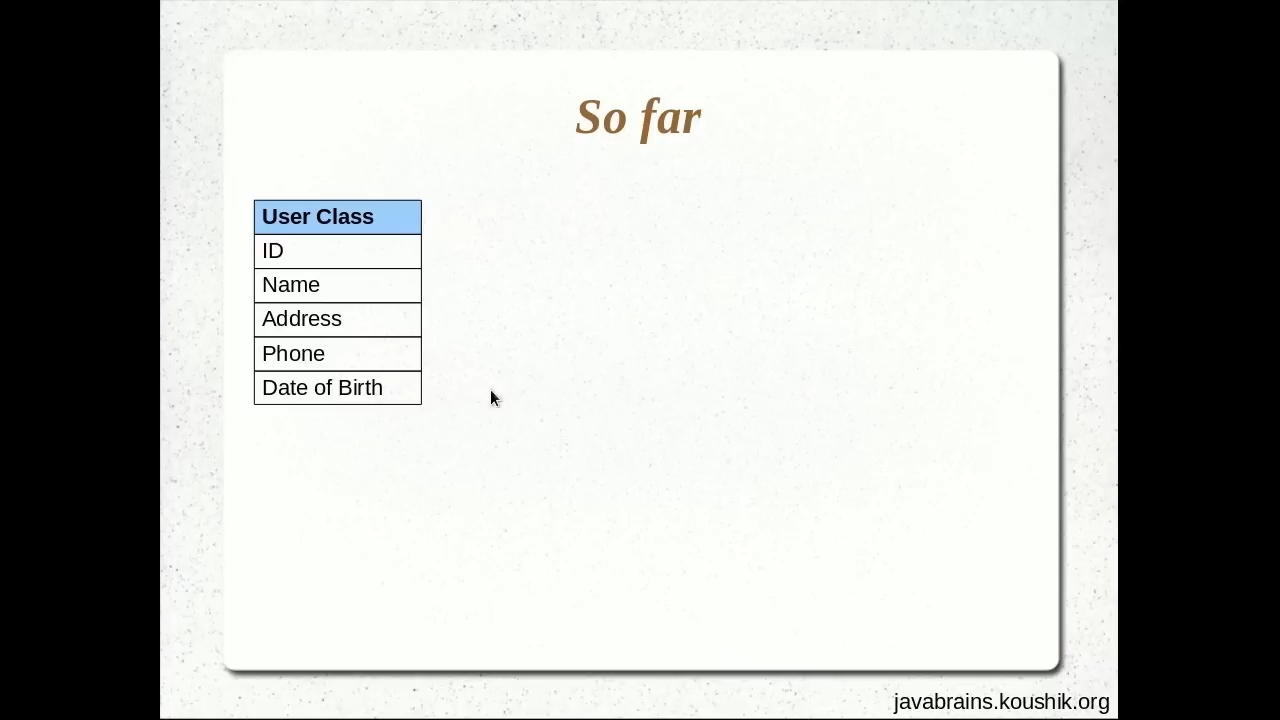 So far
User Class
ID
Name
Address
Phone
Date of Birth
javabrains.koushik.org